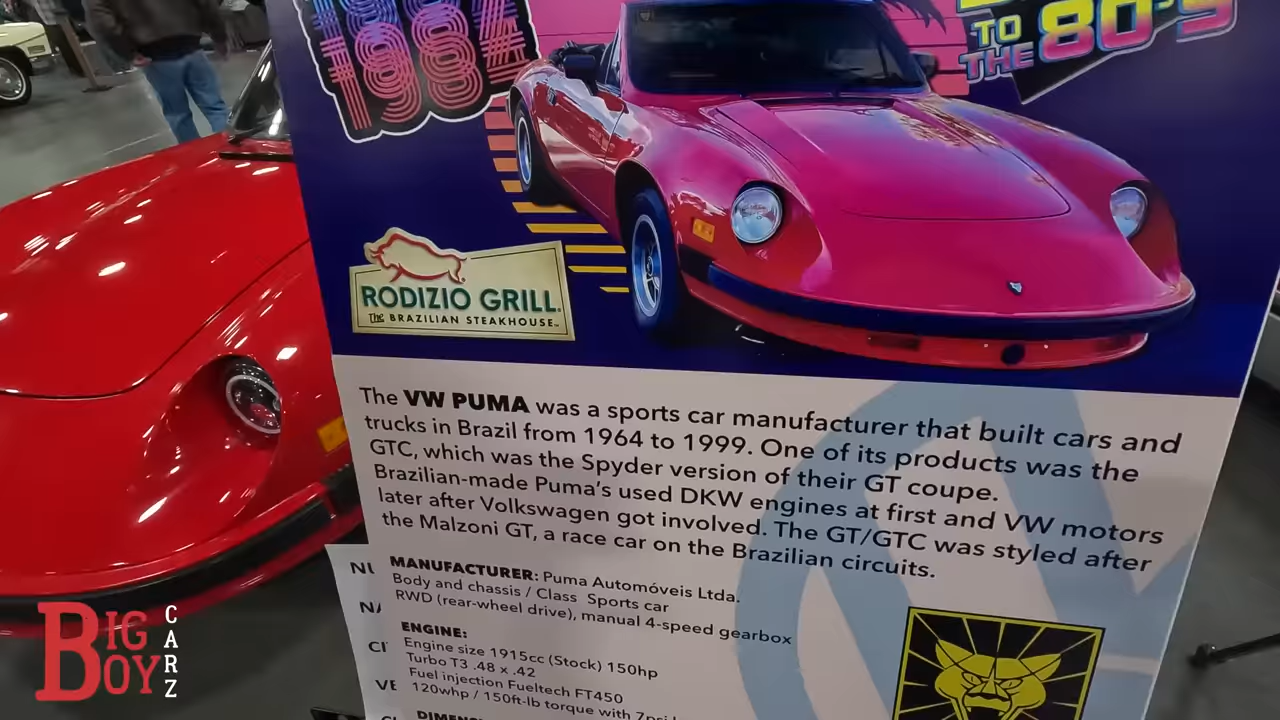 1984
1984
TO
THE 80's
RODIZIO GRILL
The BRAZILIAN STEAKHOUSE
The VW PUMA was a sports car manufacturer that built cars and
trucks in Brazil from 1964 to 1999. One of its products was the
GTC, which was the Spyder version of their GT coupe.
Brazilian-made Puma's used DKW engines at first and VW motors
later after Volkswagen got involved. The GT/GTC was styled after
the Malzoni GT, a race car on the Brazilian circuits.
MANUFACTURER: Puma Automóveis Ltda.
Body and chassis / Class Sports car
RWD (rear-wheel drive), manual 4-speed gearbox
ENGINE:
Engine size 1915cc (Stock) 150hp
Turbo T3 .48 x .42
Fuel injection Fueltech FT450
120whp / 150ft-lb torque with 7psi
BIG BOY CARZ